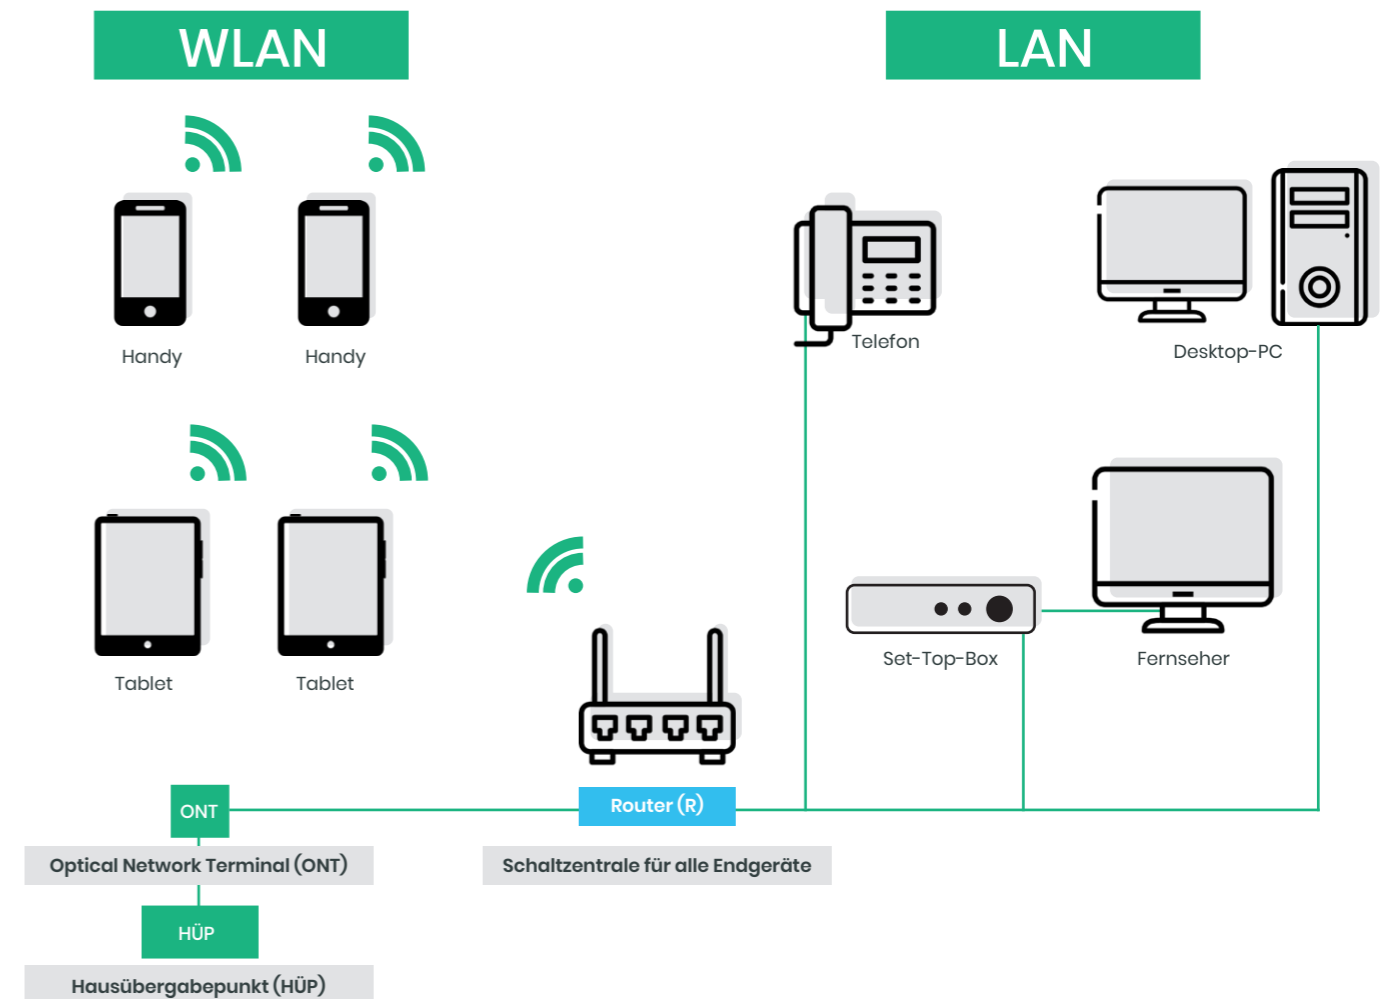 WLAN
LAN
Handy
Handy
Telefon
Desktop-PC
Tablet
Tablet
Set-Top-Box
Fernseher
ONT
Router (R)
Optical Network Terminal (ONT)
Schaltzentrale für alle Endgeräte
HÜP
Hausübergabepunkt (HÜP)